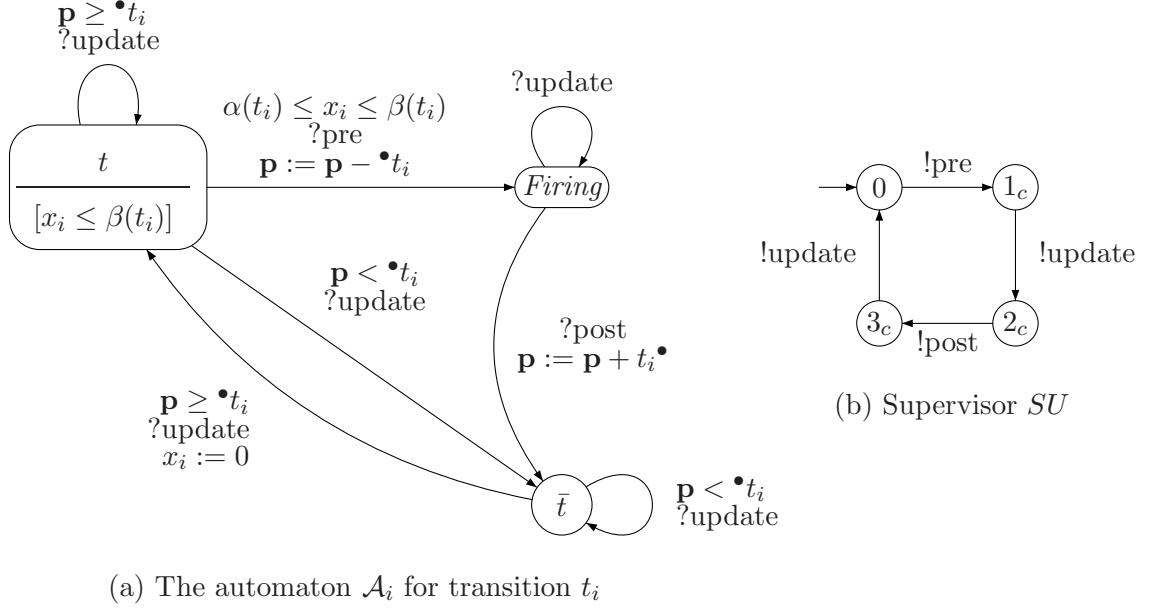 p ≥ •tᵢ
?update
α(tᵢ) ≤ xᵢ ≤ β(tᵢ)
?pre
p := p − •tᵢ
?update
t
[xᵢ ≤ β(tᵢ)]
Firing
p < •tᵢ
?update
?post
p := p + tᵢ•
p ≥ •tᵢ
?update
xᵢ := 0
t̄
p < •tᵢ
?update
(a) The automaton 𝒜ᵢ for transition tᵢ
0
!pre
1c
!update
!update
3c
!post
2c
(b) Supervisor SU